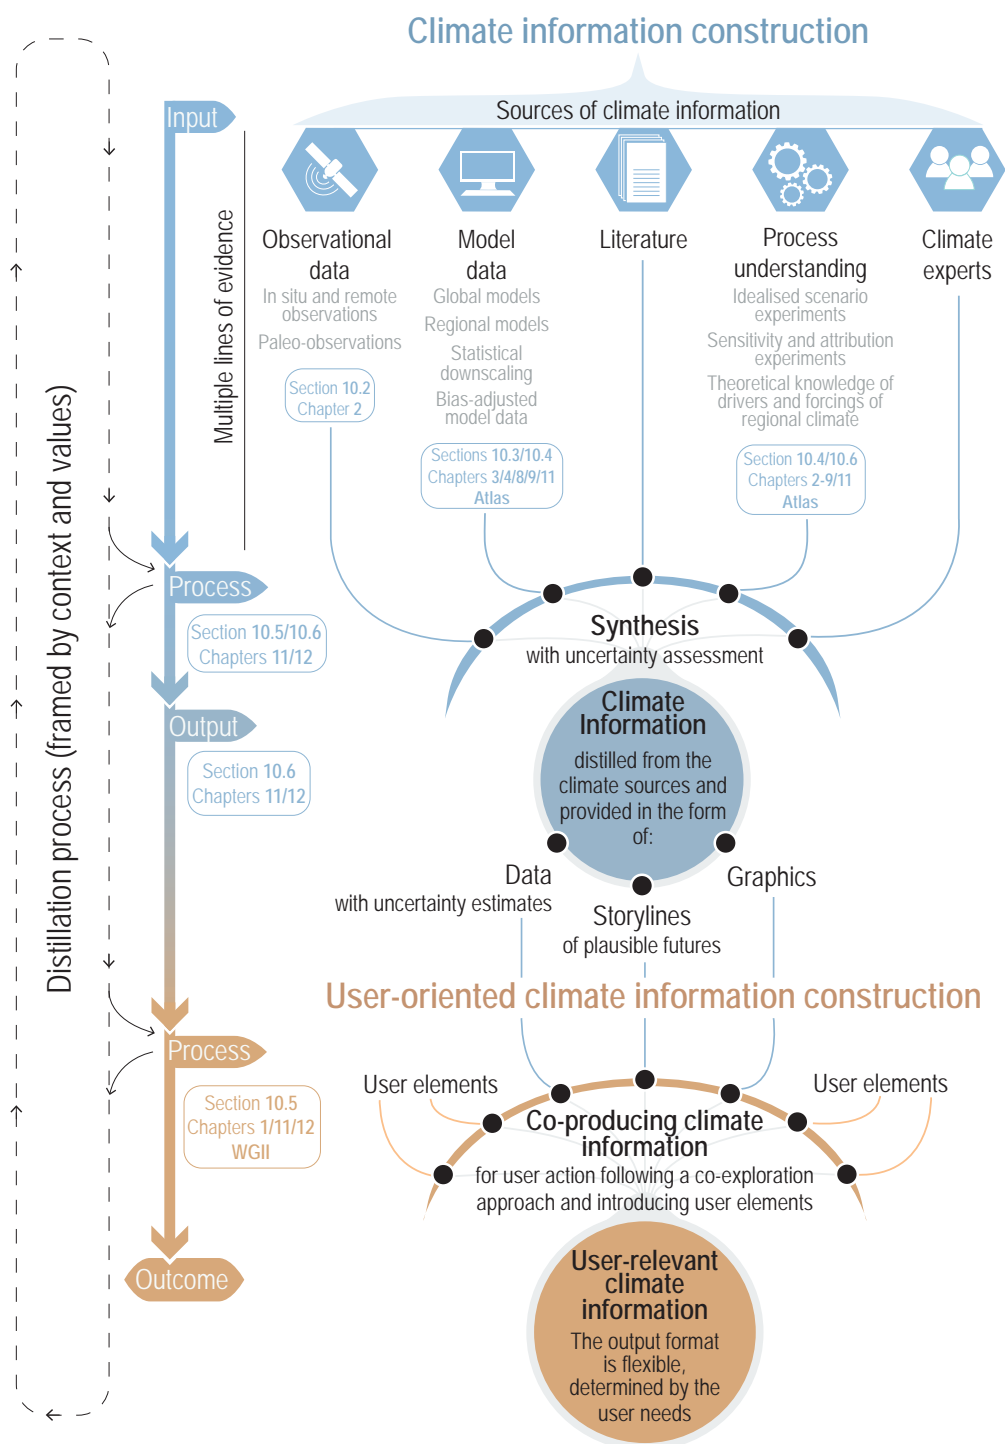 Climate information construction
Sources of climate information
Input
Multiple lines of evidence
Distillation process (framed by context and values)
Observational
data
In situ and remote
observations
Paleo-observations
Section 10.2
Chapter 2
Model
data
Global models
Regional models
Statistical
downscaling
Bias-adjusted
model data
Sections 10.3/10.4
Chapters 3/4/8/9/11
Atlas
Literature
Process
understanding
Idealised scenario
experiments
Sensitivity and attribution
experiments
Theoretical knowledge of
drivers and forcings of
regional climate
Section 10.4/10.6
Chapters 2-9/11
Atlas
Climate
experts
Process
Section 10.5/10.6
Chapters 11/12
Synthesis
with uncertainty assessment
Output
Section 10.6
Chapters 11/12
Climate
Information
distilled from the
climate sources and
provided in the form
of:
Data
with uncertainty estimates
Storylines
of plausible futures
Graphics
User-oriented climate information construction
Process
Section 10.5
Chapters 1/11/12
WGII
User elements
User elements
Co-producing climate
information
for user action following a co-exploration
approach and introducing user elements
Outcome
User-relevant
climate
information
The output format
is flexible,
determined by the
user needs